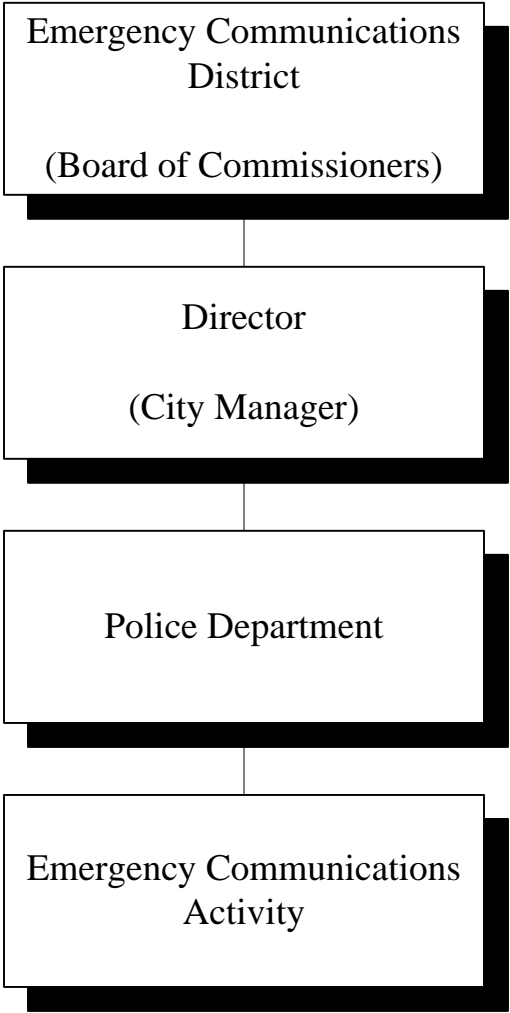 Emergency Communications
District
(Board of Commissioners)
Director
(City Manager)
Police Department
Emergency Communications
Activity